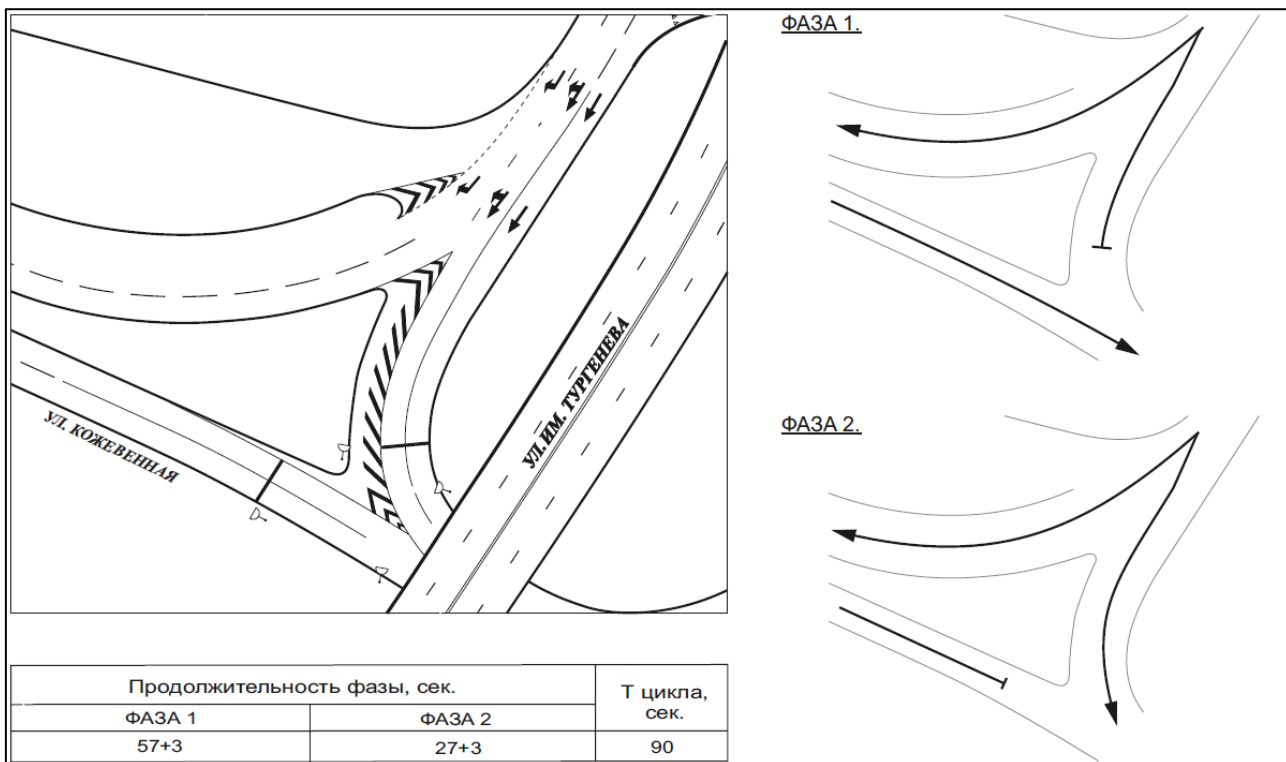 ФАЗА 1.
УЛ. КОЖЕВЕННАЯ
УЛ. ИМ. ТУРГЕНЕВА
ФАЗА 2.
Продолжительность фазы, сек.
Т цикла, сек.
ФАЗА 1
ФАЗА 2
57+3
27+3
90